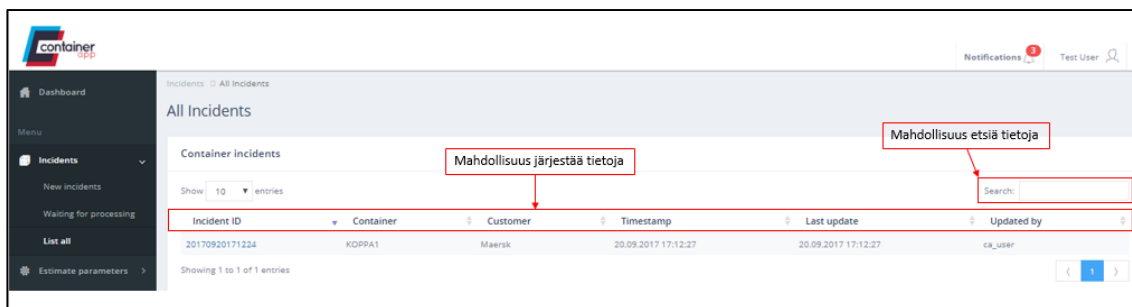 container
app
Notifications 3 Test User
Dashboard
Incidents All Incidents
All Incidents
Menu
Mahdollisuus etsiä tietoja
Incidents
Container incidents
Mahdollisuus järjestää tietoja
New incidents
Show 10 entries
Search:
Waiting for processing
Incident ID Container Customer Timestamp Last update Updated by
List all
20170920171224 KOPPA1 Maersk 20.09.2017 17:12:27 20.09.2017 17:12:27 ca_user
Estimate parameters
Showing 1 to 1 of 1 entries
1